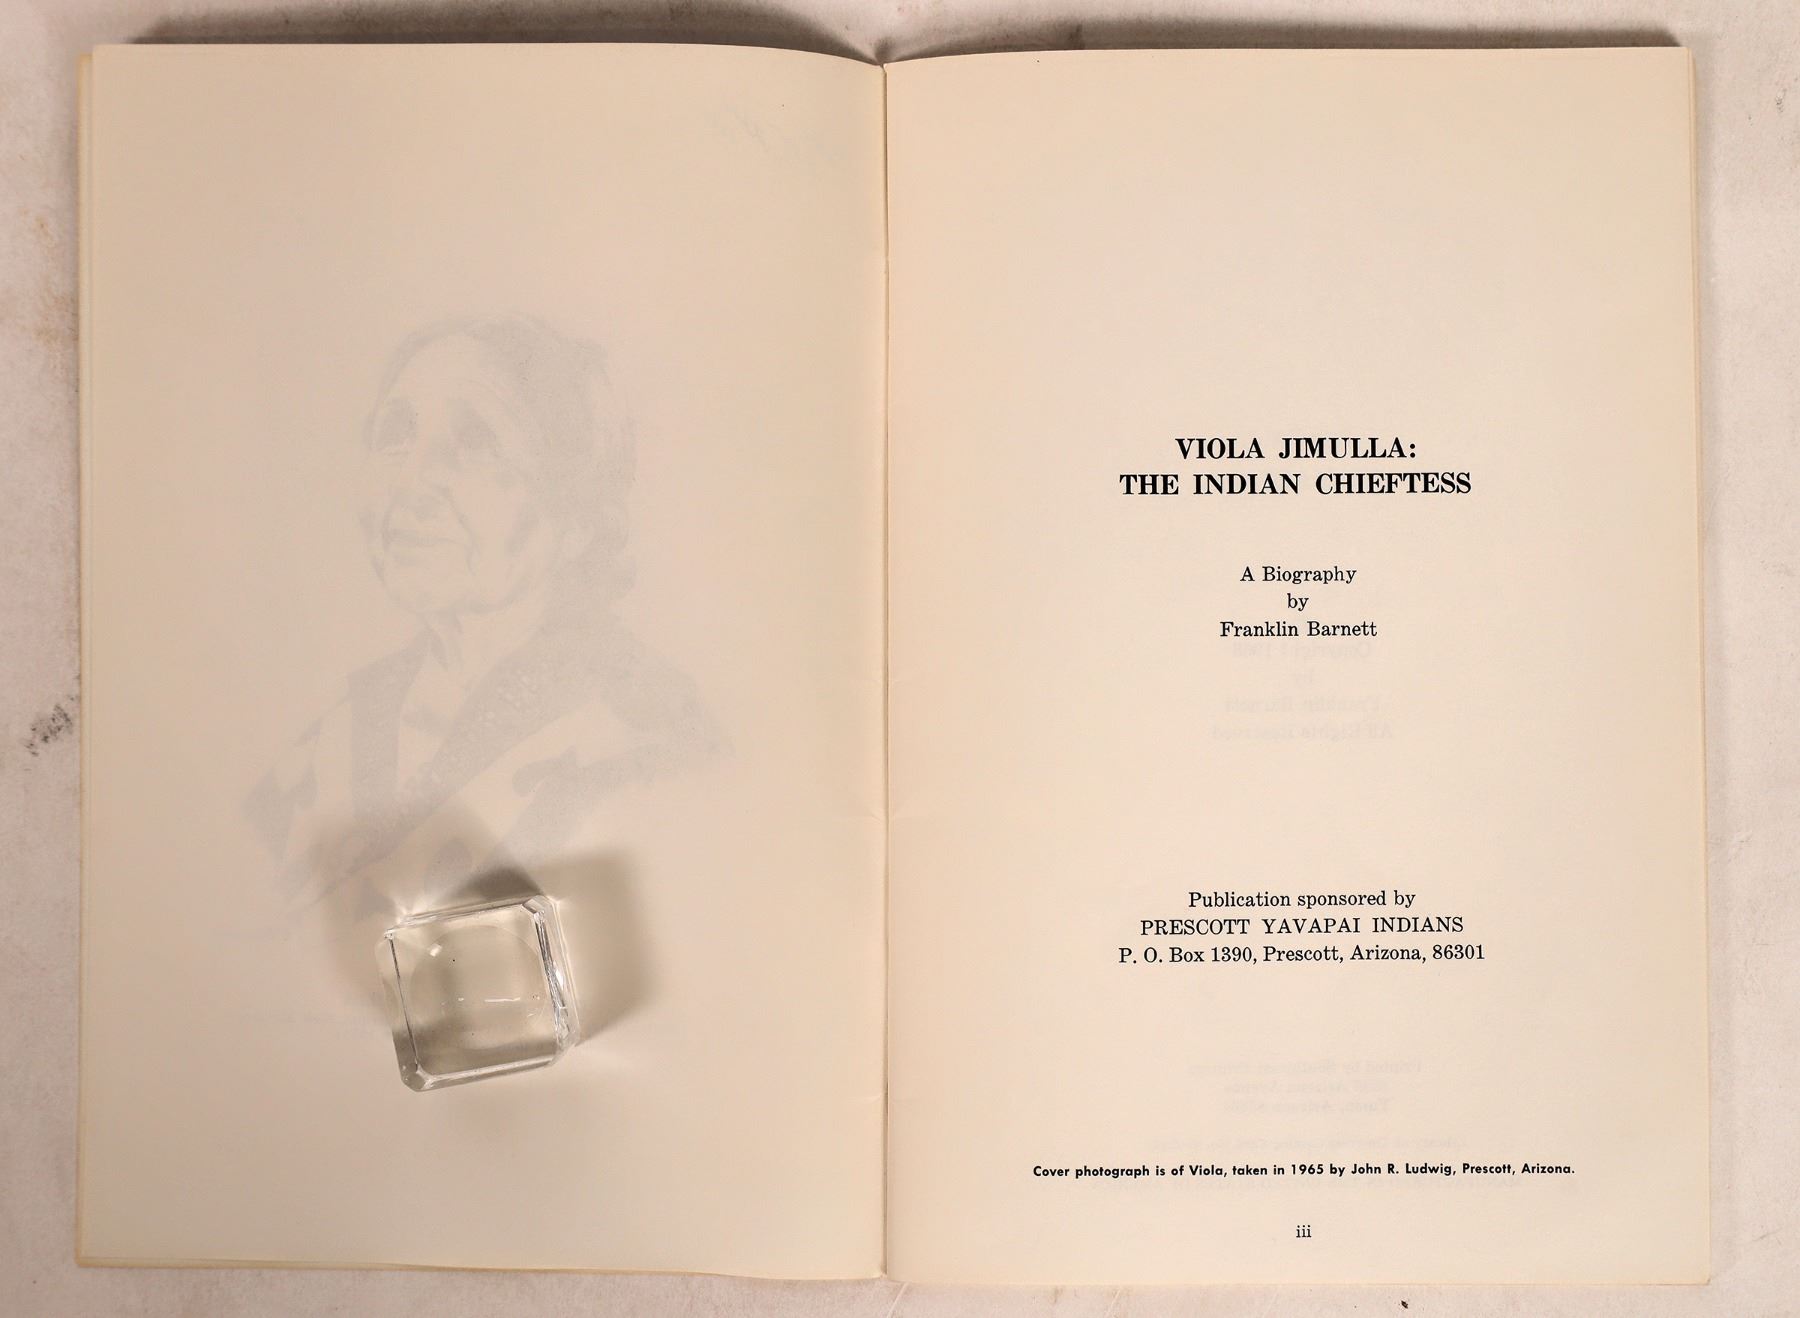 VIOLA JIMULLA:
THE INDIAN CHIEFTESS
A Biography
by
Franklin Barnett
Publication sponsored by
PRESCOTT YAVAPAI INDIANS
P. O. Box 1390, Prescott, Arizona, 86301
Cover photograph is of Viola, taken in 1965 by John R. Ludwig, Prescott, Arizona.
iii